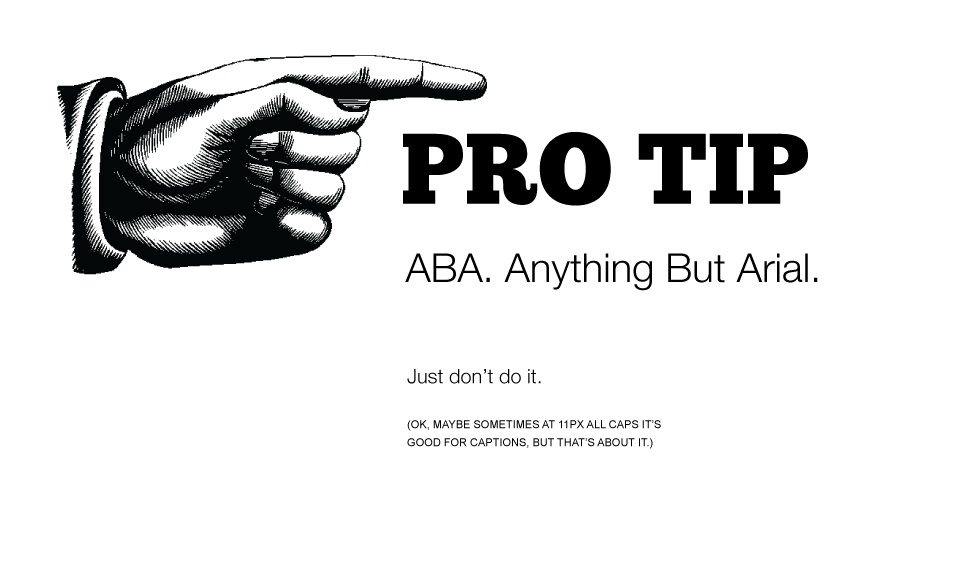 PRO TIP
ABA. Anything But Arial.
Just don’t do it.
(OK, MAYBE SOMETIMES AT 11PX ALL CAPS IT’S
GOOD FOR CAPTIONS, BUT THAT’S ABOUT IT.)